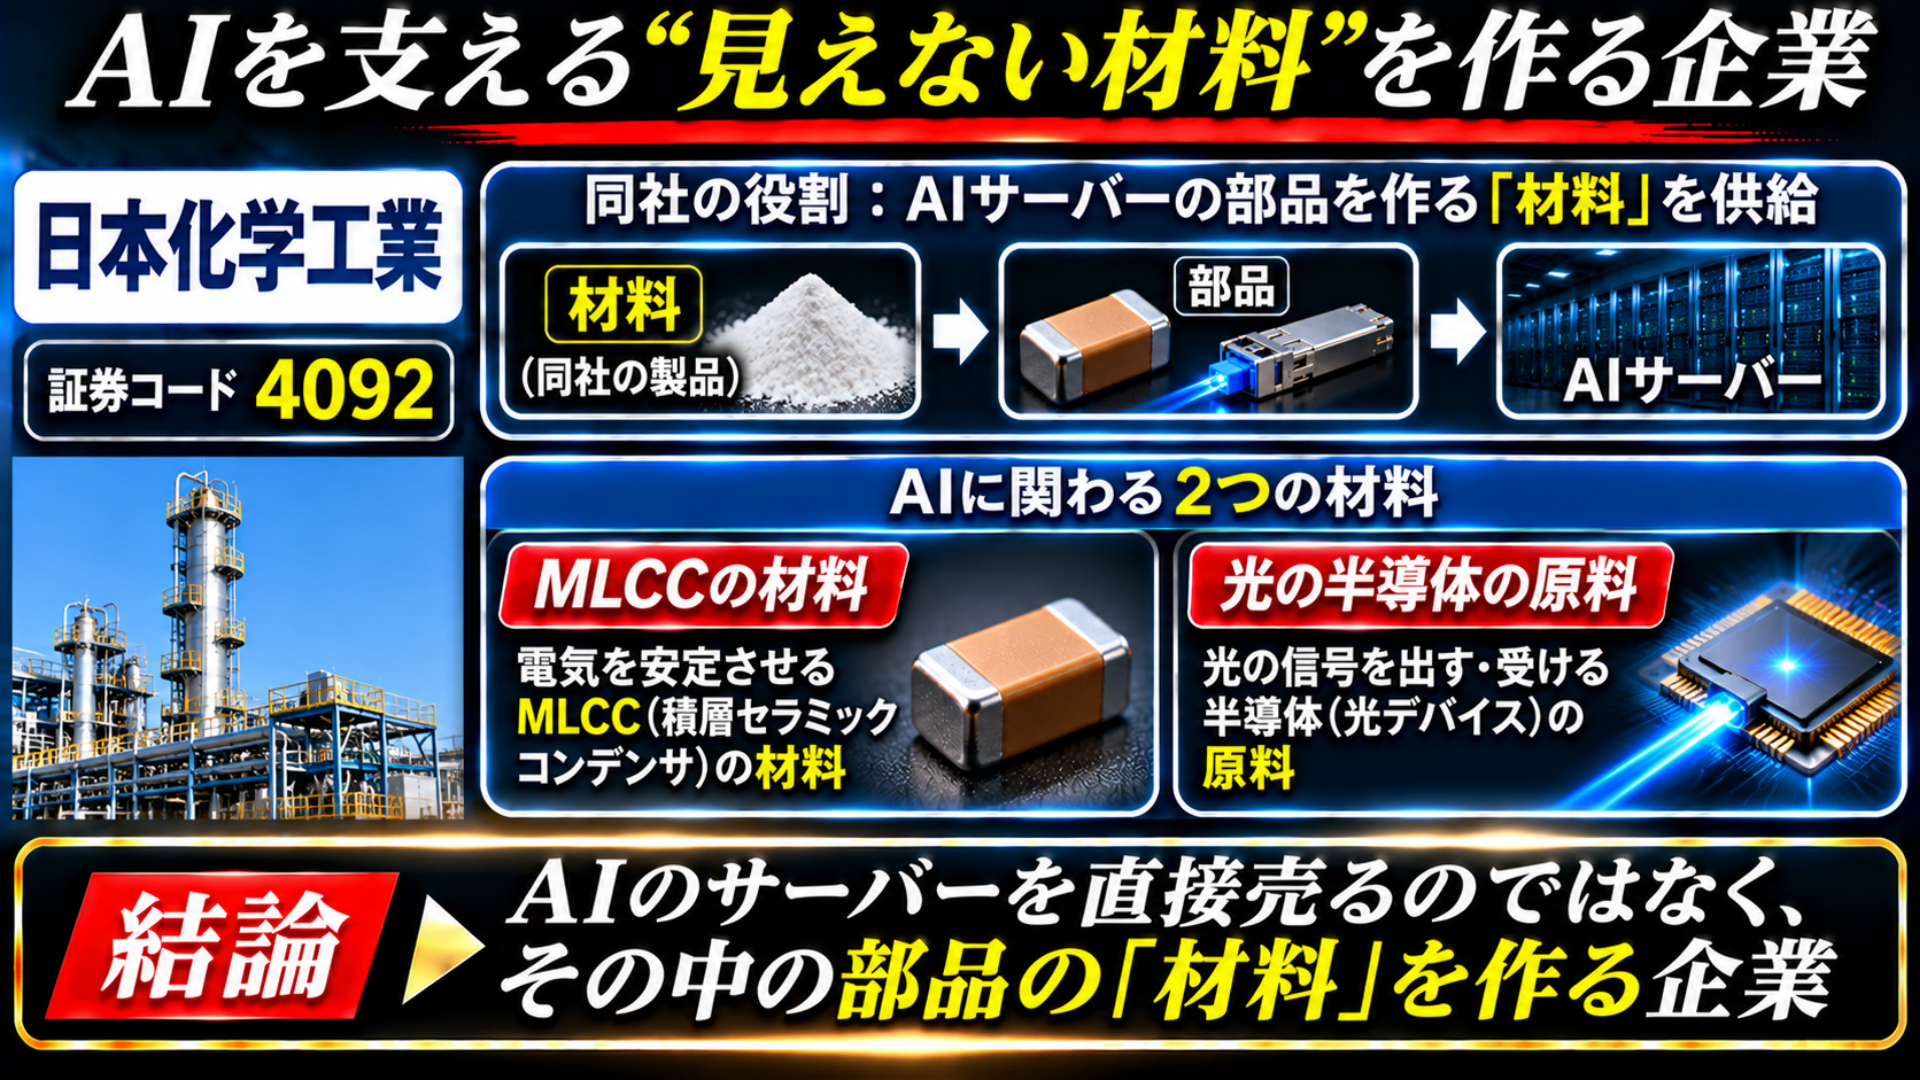 AIを支える“見えない材料”を作る企業
日本化学工業
証券コード 4092
同社の役割：AIサーバーの部品を作る「材料」を供給
材料
(同社の製品)
部品
AIサーバー
AIに関わる2つの材料
MLCCの材料
電気を安定させる
MLCC(積層セラミック
コンデンサ)の材料
光の半導体の原料
光の信号を出す・受ける
半導体(光デバイス)の
原料
結論
AIのサーバーを直接売るのではなく、
その中の部品の「材料」を作る企業